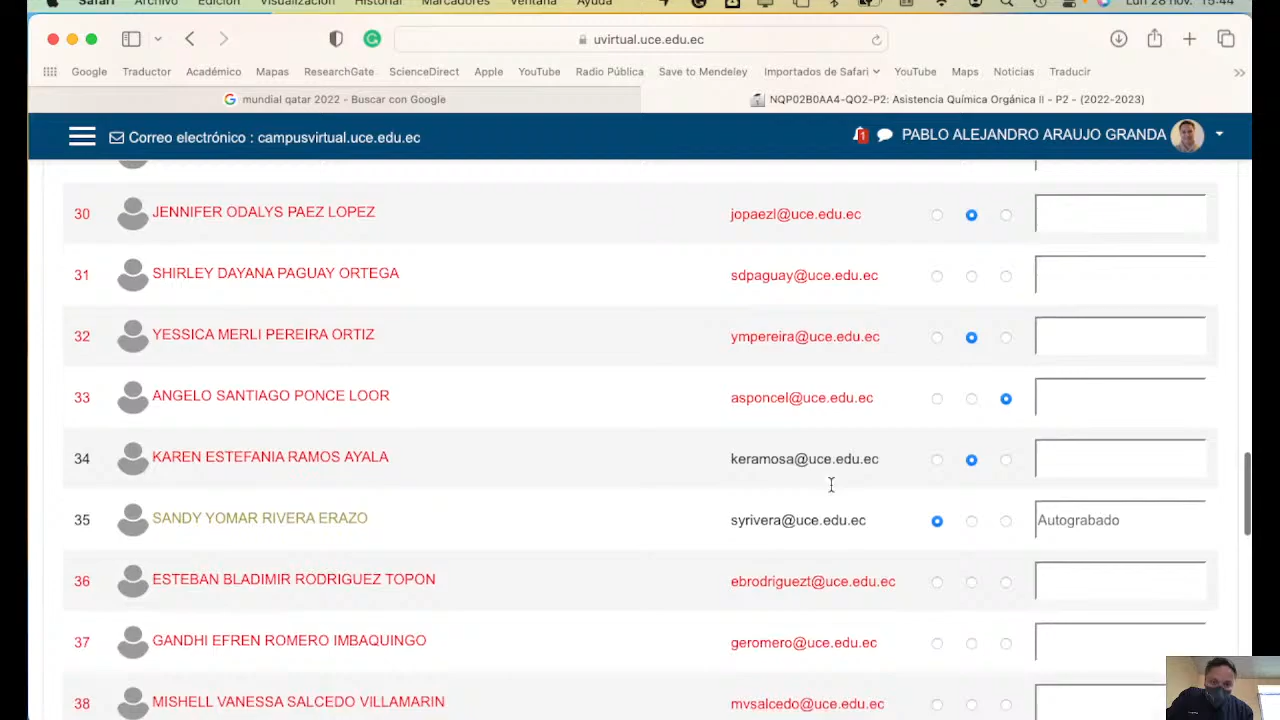 Safari Archivo Edición Visualización Historial Marcadores Ventana Ayuda Lun 28 nov. 15:44
uvirtual.uce.edu.ec
Google Traductor Académico Mapas ResearchGate ScienceDirect Apple YouTube Radio Pública Save to Mendeley Importados de Safari YouTube Maps Noticias Traducir
mundial qatar 2022 - Buscar con Google
NQP02B0AA4-QO2-P2: Asistencia Química Orgánica II - P2 - (2022-2023)
Correo electrónico : campusvirtual.uce.edu.ec 1 PABLO ALEJANDRO ARAUJO GRANDA
30 JENNIFER ODALYS PAEZ LOPEZ jopaezl@uce.edu.ec
31 SHIRLEY DAYANA PAGUAY ORTEGA sdpaguay@uce.edu.ec
32 YESSICA MERLI PEREIRA ORTIZ ympereira@uce.edu.ec
33 ANGELO SANTIAGO PONCE LOOR asponcel@uce.edu.ec
34 KAREN ESTEFANIA RAMOS AYALA keramosa@uce.edu.ec
35 SANDY YOMAR RIVERA ERAZO syrivera@uce.edu.ec Autograbado
36 ESTEBAN BLADIMIR RODRIGUEZ TOPON ebrodriguezt@uce.edu.ec
37 GANDHI EFREN ROMERO IMBAQUINGO geromero@uce.edu.ec
38 MISHELL VANESSA SALCEDO VILLAMARIN mvsalcedo@uce.edu.ec